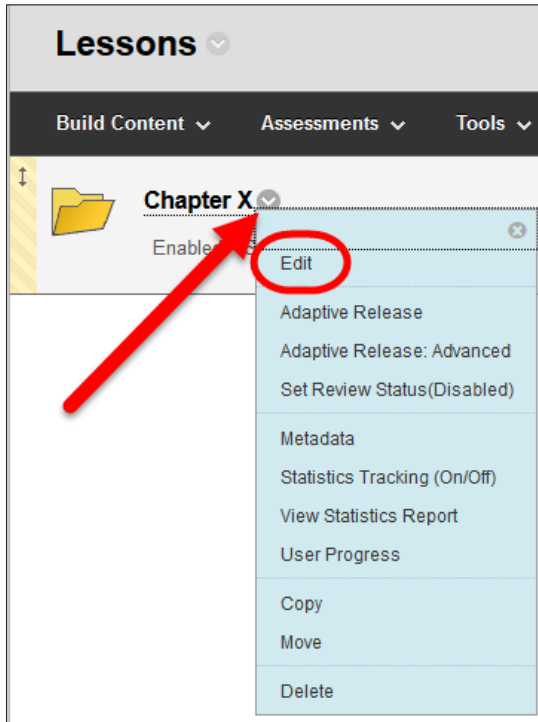 Lessons
Build Content Assessments Tools
Chapter X
Enable
Edit
Adaptive Release
Adaptive Release: Advanced
Set Review Status(Disabled)
Metadata
Statistics Tracking (On/Off)
View Statistics Report
User Progress
Copy
Move
Delete